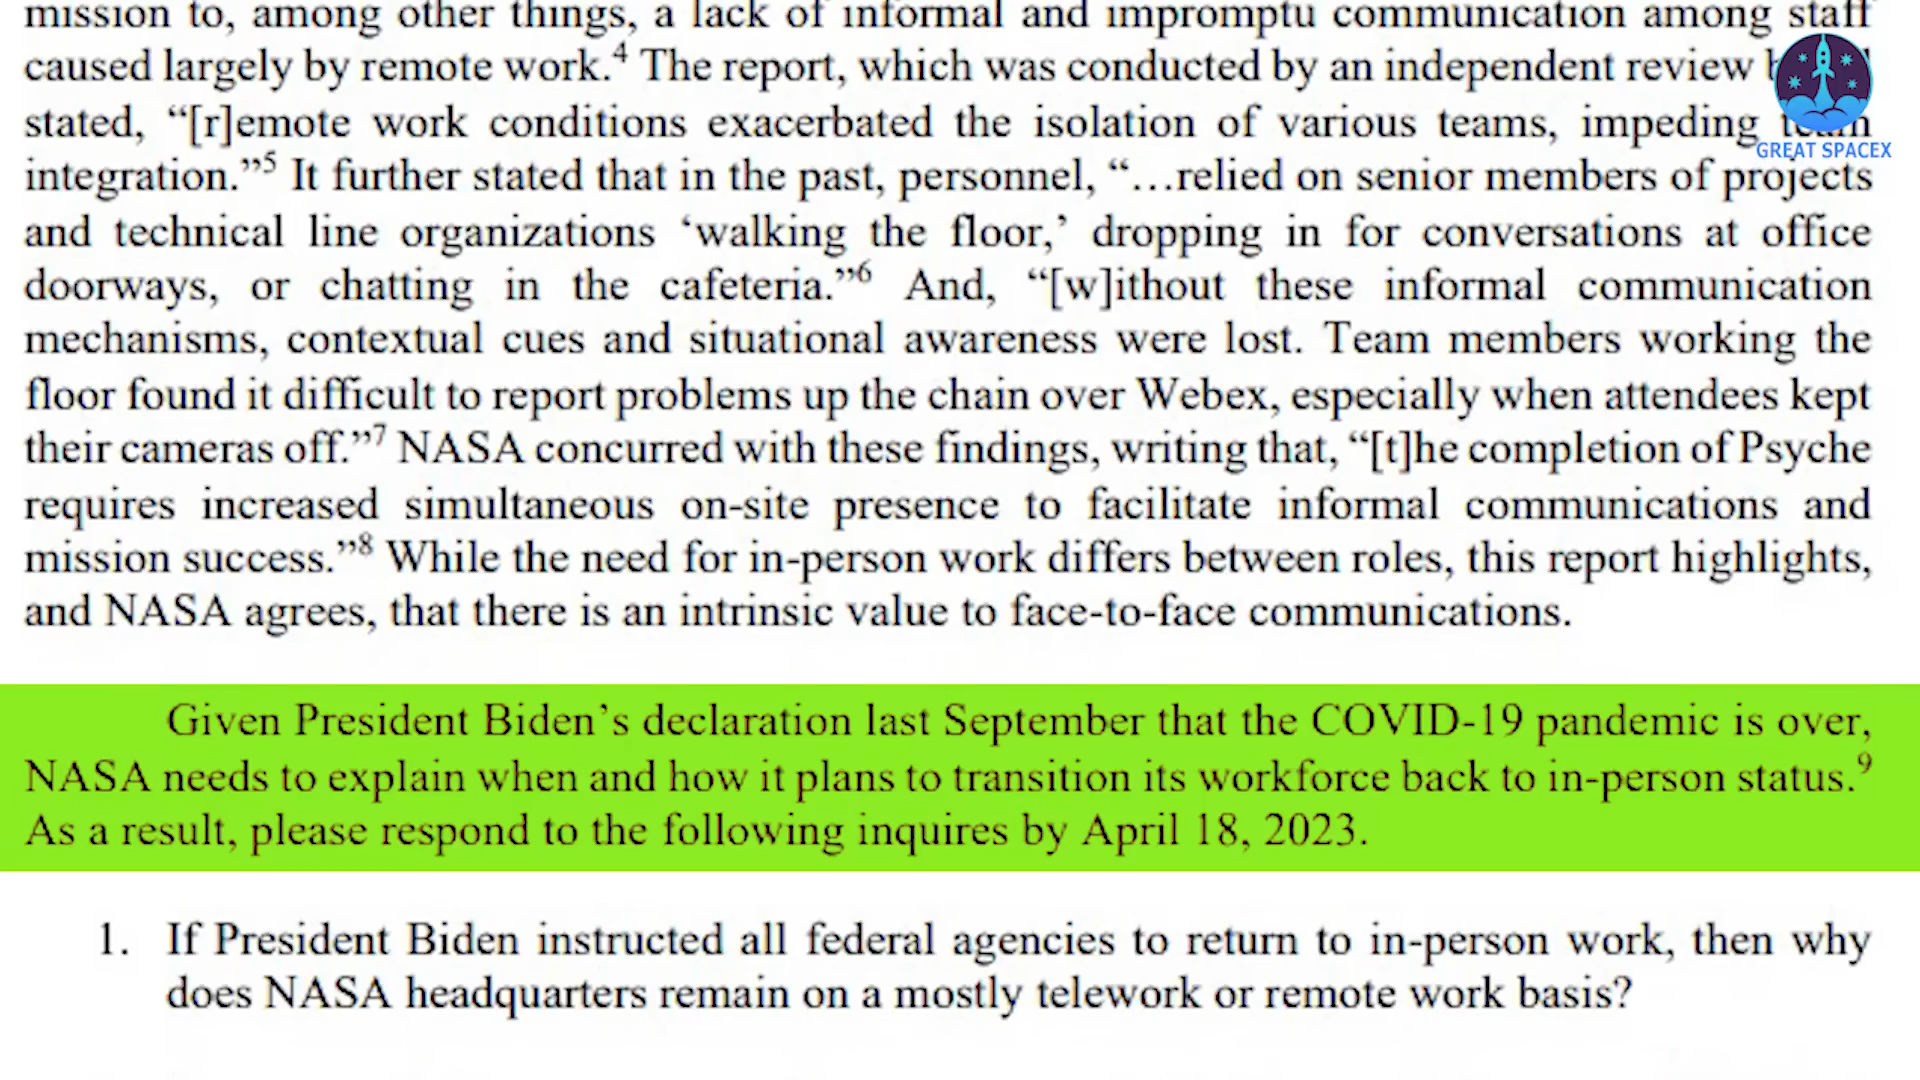 mission to, among other things, a lack of informal and impromptu communication among staff
caused largely by remote work.4 The report, which was conducted by an independent review
stated, “[r]emote work conditions exacerbated the isolation of various teams, impeding team
integration.”5 It further stated that in the past, personnel, “…relied on senior members of projects
and technical line organizations ‘walking the floor,’ dropping in for conversations at office
doorways, or chatting in the cafeteria.”6 And, “[w]ithout these informal communication
mechanisms, contextual cues and situational awareness were lost. Team members working the
floor found it difficult to report problems up the chain over Webex, especially when attendees kept
their cameras off.”7 NASA concurred with these findings, writing that, “[t]he completion of Psyche
requires increased simultaneous on-site presence to facilitate informal communications and
mission success.”8 While the need for in-person work differs between roles, this report highlights,
and NASA agrees, that there is an intrinsic value to face-to-face communications.
Given President Biden’s declaration last September that the COVID-19 pandemic is over,
NASA needs to explain when and how it plans to transition its workforce back to in-person status.9
As a result, please respond to the following inquires by April 18, 2023.
1. If President Biden instructed all federal agencies to return to in-person work, then why
does NASA headquarters remain on a mostly telework or remote work basis?
GREAT SPACEX